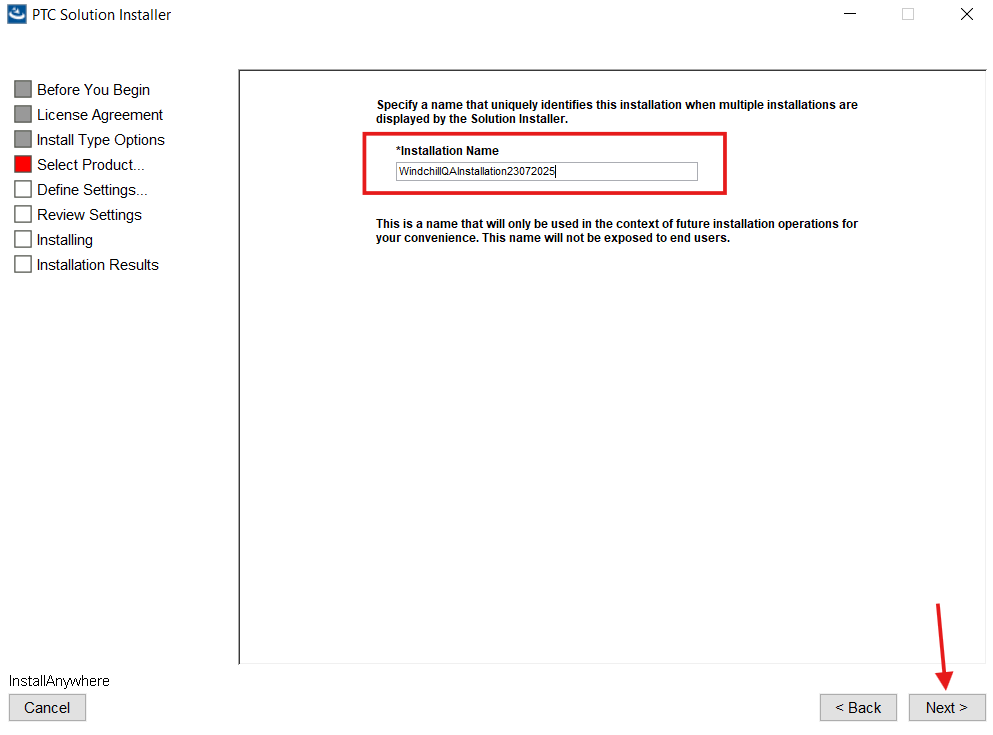 PTC Solution Installer
Before You Begin
License Agreement
Install Type Options
Select Product...
Define Settings...
Review Settings
Installing
Installation Results
Specify a name that uniquely identifies this installation when multiple installations are
displayed by the Solution Installer.
*Installation Name
WindchillQAInstallation23072025
This is a name that will only be used in the context of future installation operations for
your convenience. This name will not be exposed to end users.
InstallAnywhere
Cancel
< Back
Next >